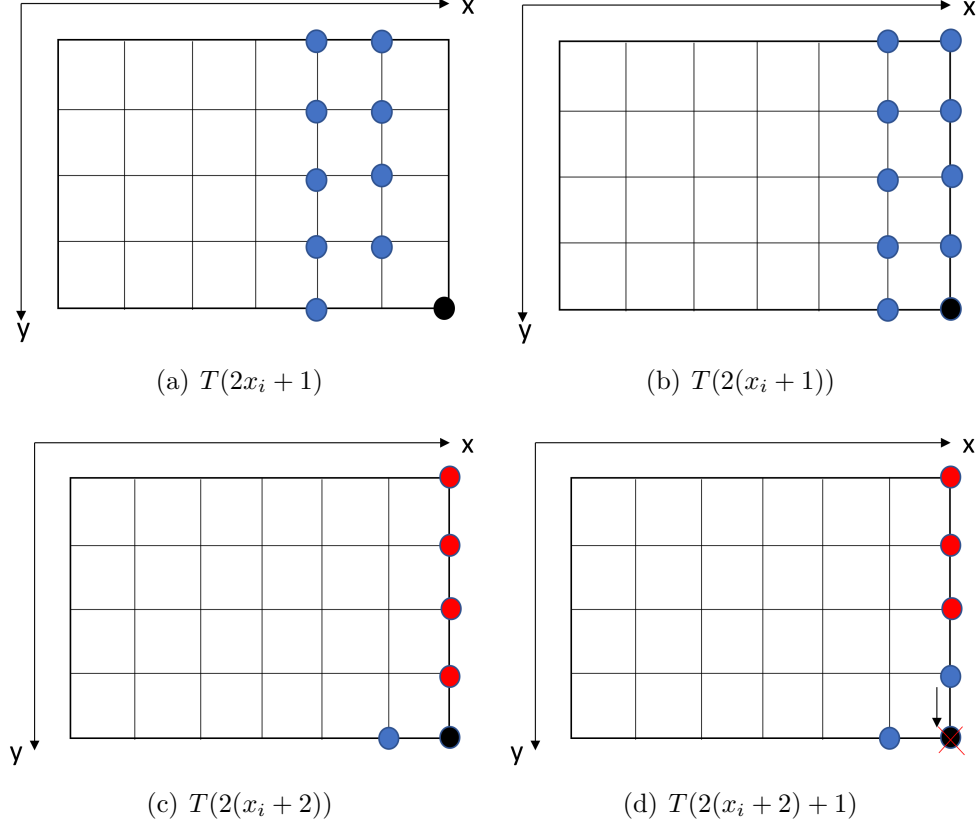 x
x
y
y
(a) $T(2x_i + 1)$
(b) $T(2(x_i + 1))$
x
x
y
y
(c) $T(2(x_i + 2))$
(d) $T(2(x_i + 2) + 1)$